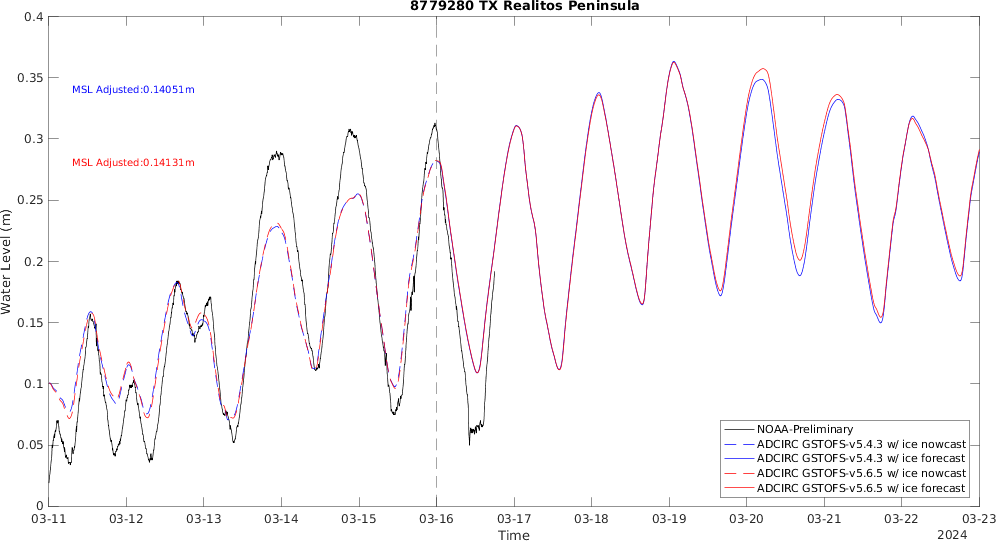 8779280 TX Realitos Peninsula
0.4
0.35
MSL Adjusted:0.14051m
0.3
MSL Adjusted:0.14131m
0.25
0.2
Water Level (m)
0.15
0.1
0.05
0
NOAA-Preliminary
ADCIRC GSTOFS-v5.4.3 w/ ice nowcast
ADCIRC GSTOFS-v5.4.3 w/ ice forecast
ADCIRC GSTOFS-v5.6.5 w/ ice nowcast
ADCIRC GSTOFS-v5.6.5 w/ ice forecast
03-11 03-12 03-13 03-14 03-15 03-16 03-17 03-18 03-19 03-20 03-21 03-22 03-23
Time
2024